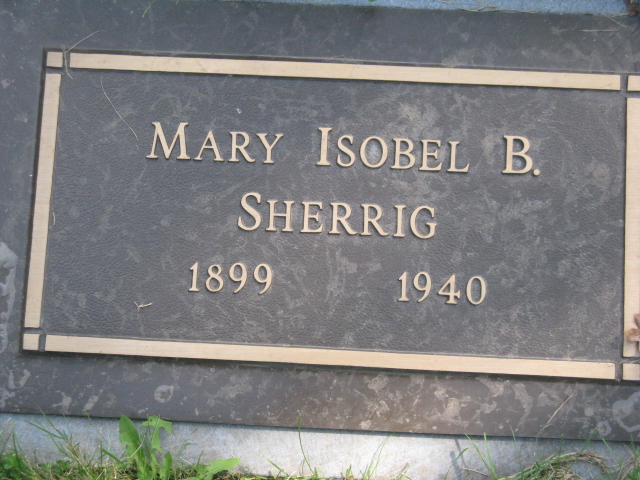 MARY ISOBEL B.
SHERRIG
1899 1940